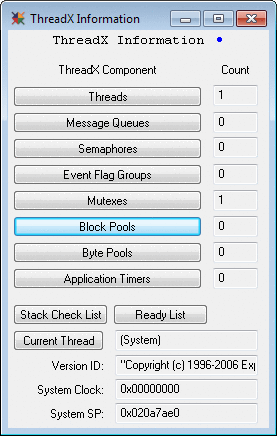 ThreadX Information
ThreadX Information
ThreadX Component Count
Threads 1
Message Queues 0
Semaphores 0
Event Flag Groups 0
Mutexes 1
Block Pools 0
Byte Pools 0
Application Timers 0
Stack Check List Ready List
Current Thread (System)
Version ID: "Copyright (c) 1996-2006 Exp
System Clock: 0x00000000
System SP: 0x020a7ae0